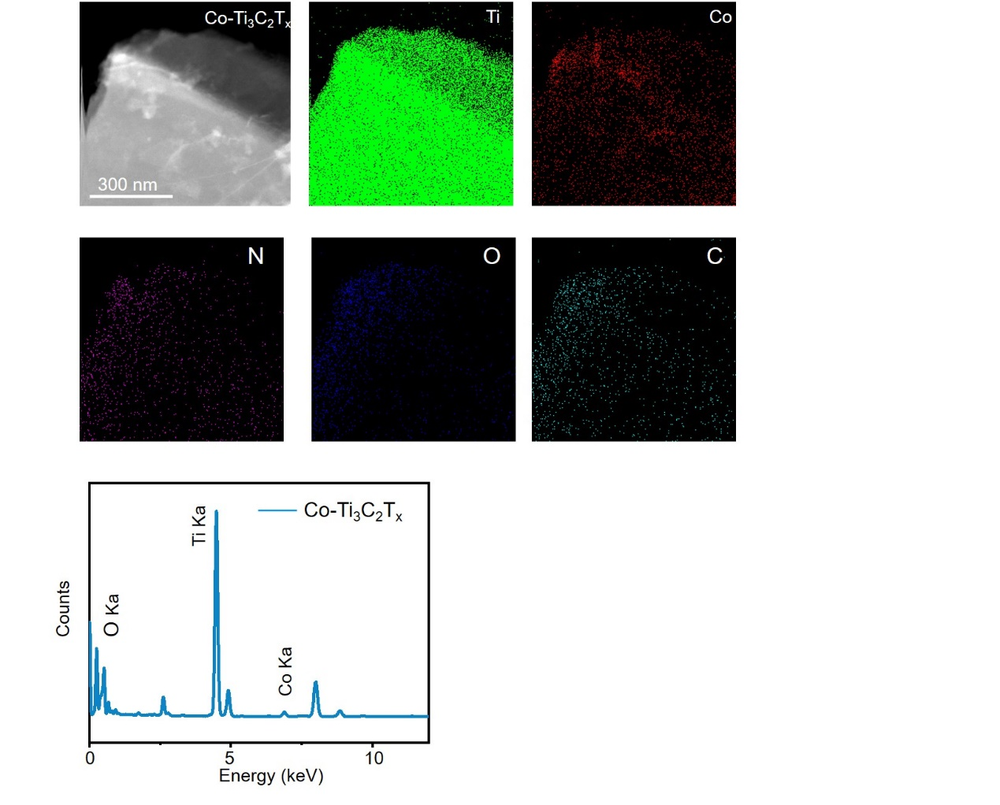 Co-Ti₃C₂Tₓ
Ti
Co
300 nm
N
O
C
Co-Ti₃C₂Tₓ
Ti Ka
O Ka
Co Ka
Counts
0
5
10
Energy (keV)